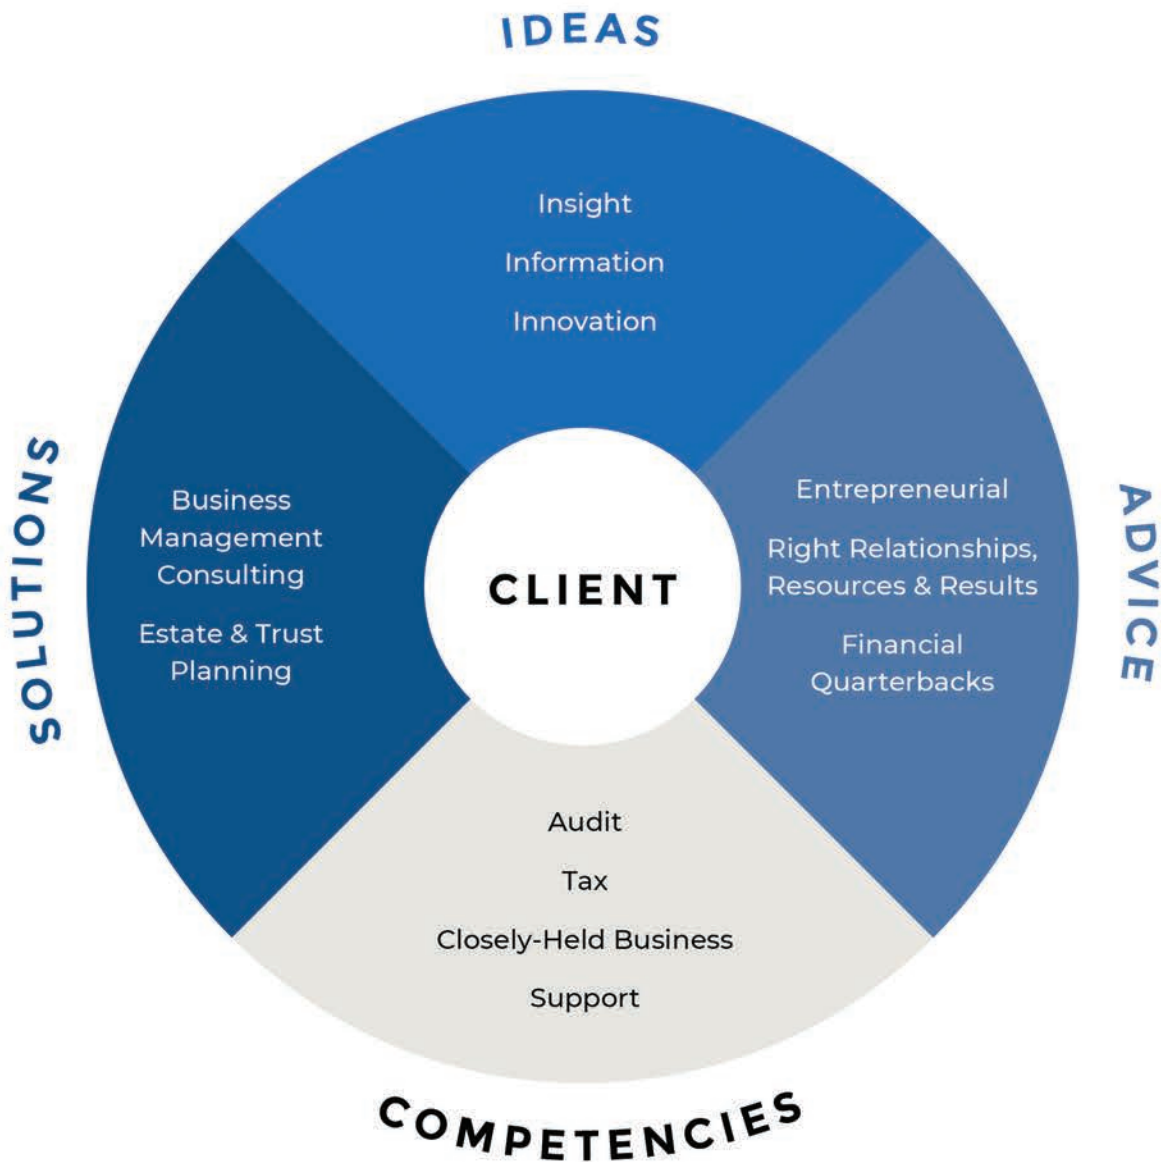 IDEAS
Insight
Information
Innovation
SOLUTIONS
Business
Management
Consulting
Estate & Trust
Planning
CLIENT
Entrepreneurial
Right Relationships,
Resources & Results
Financial
Quarterbacks
ADVICE
Audit
Tax
Closely-Held Business
Support
COMPETENCIES